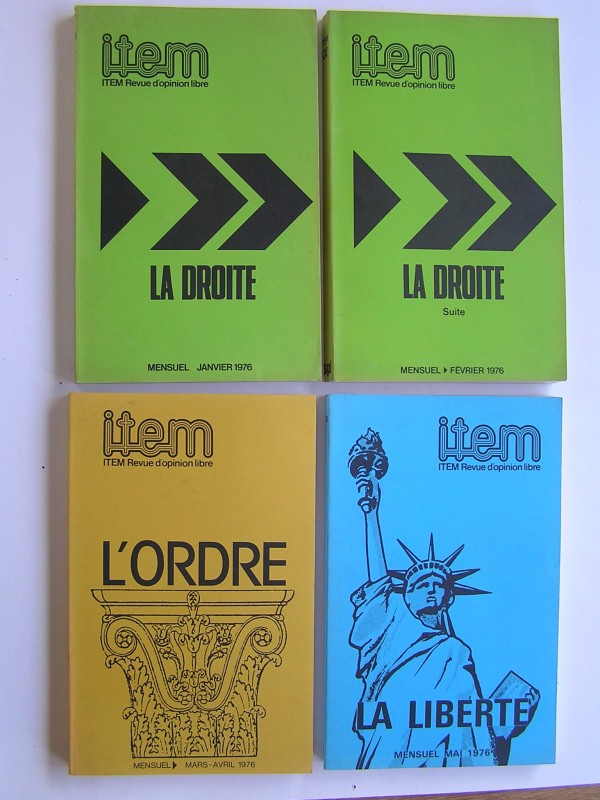 item
ITEM Revue d'opinion libre
LA DROITE
MENSUEL JANVIER 1976
item
ITEM Revue d'opinion libre
LA DROITE
Suite
MENSUEL FÉVRIER 1976
item
ITEM Revue d'opinion libre
L'ORDRE
MENSUEL MARS-AVRIL 1976
item
ITEM Revue d'opinion libre
LA LIBERTÉ
MENSUEL MAI 1976